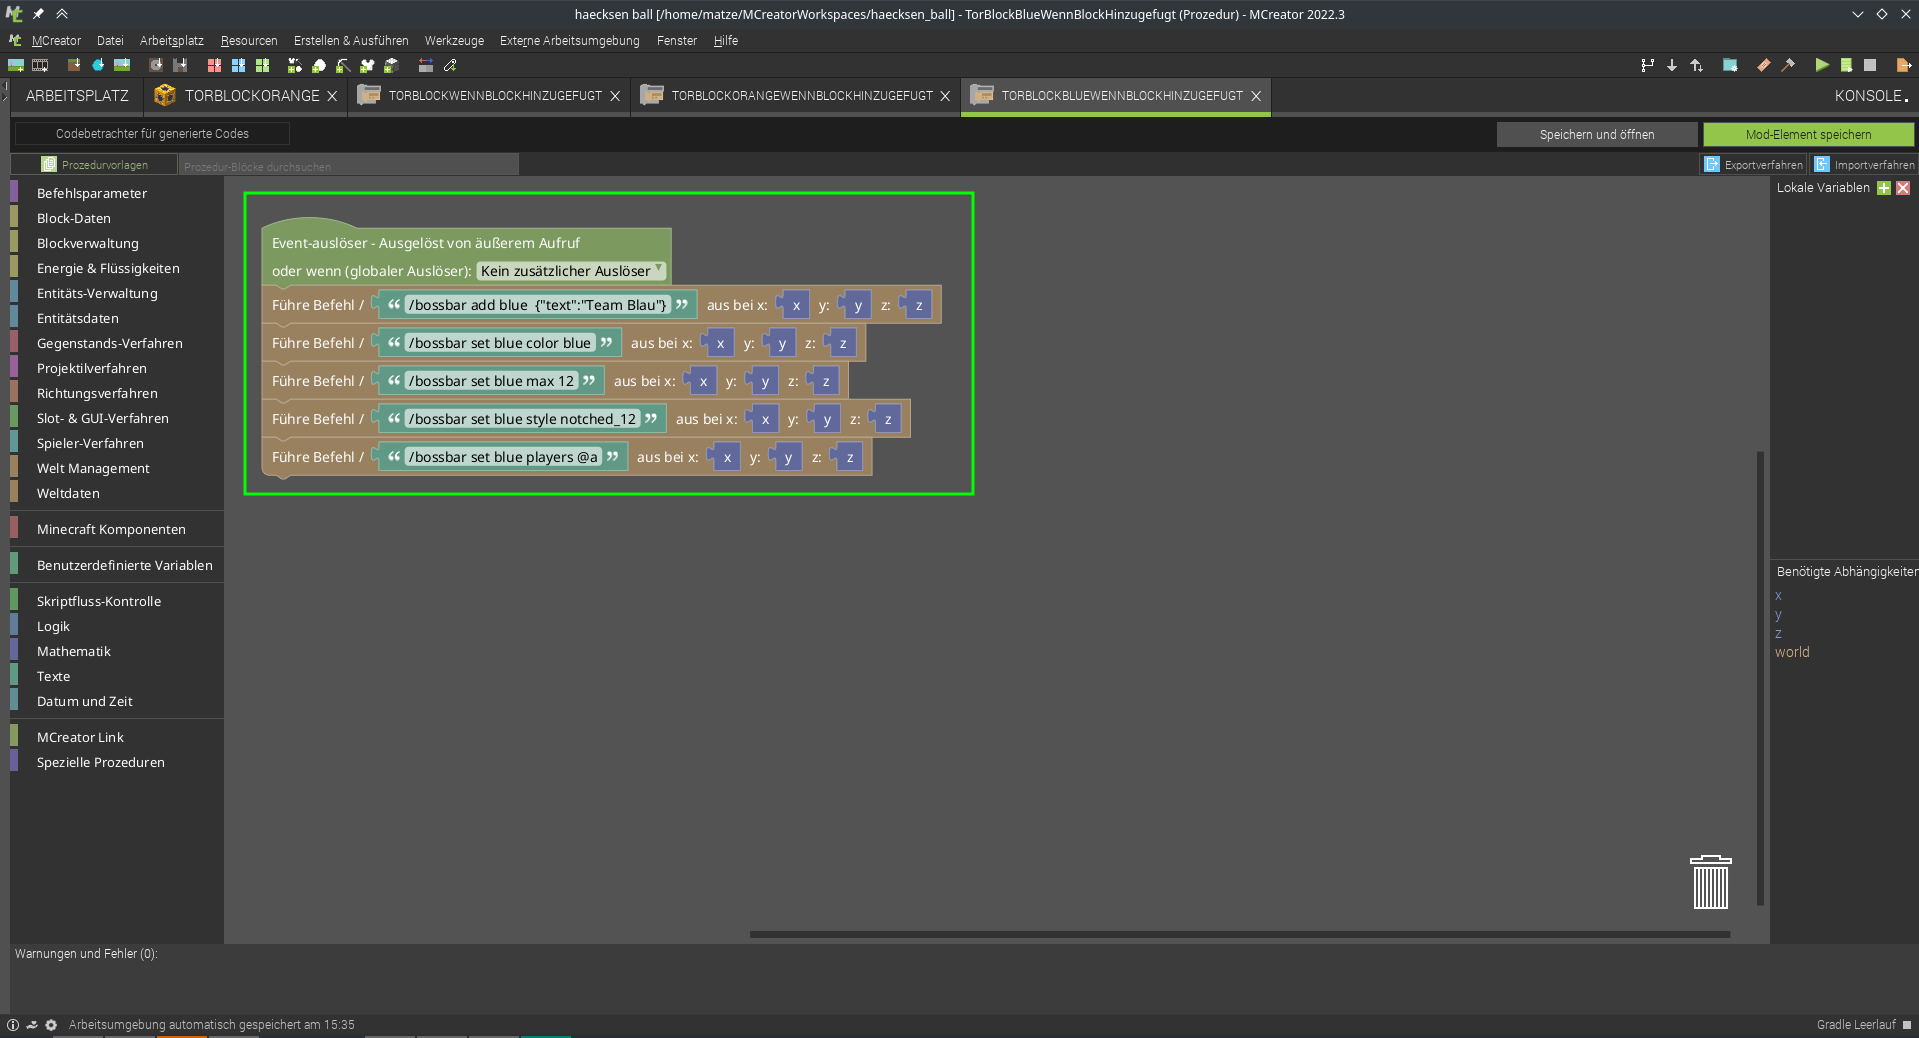 haecksen ball [/home/matze/MCreatorWorkspaces/haecksen_ball] - TorBlockBlueWennBlockHinzugefugt (Prozedur) - MCreator 2022.3
MCreator Datei Arbeitsplatz Resourcen Erstellen & Ausführen Werkzeuge Externe Arbeitsumgebung Fenster Hilfe
ARBEITSPLATZ TORBLOCKORANGE TORBLOCKWENNBLOCKHINZUGEFUGT TORBLOCKORANGEWENNBLOCKHINZUGEFUGT TORBLOCKBLUEWENNBLOCKHINZUGEFUGT KONSOLE
Codebetrachter für generierte Codes Speichern und öffnen Mod-Element speichern
Prozedurvorlagen Prozedur-Blöcke durchsuchen Exportverfahren Importverfahren
Befehlsparameter
Block-Daten
Blockverwaltung
Energie & Flüssigkeiten
Entitäts-Verwaltung
Entitätsdaten
Gegenstands-Verfahren
Projektilverfahren
Richtungsverfahren
Slot- & GUI-Verfahren
Spieler-Verfahren
Welt Management
Weltdaten
Minecraft Komponenten
Benutzerdefinierte Variablen
Skriptfluss-Kontrolle
Logik
Mathematik
Texte
Datum und Zeit
MCreator Link
Spezielle Prozeduren
Event-auslöser - Ausgelöst von äußerem Aufruf
oder wenn (globaler Auslöser): Kein zusätzlicher Auslöser
Führe Befehl / “ /bossbar add blue  {"text":"Team Blau"} ” aus bei x: x y: y z: z
Führe Befehl / “ /bossbar set blue color blue ” aus bei x: x y: y z: z
Führe Befehl / “ /bossbar set blue max 12 ” aus bei x: x y: y z: z
Führe Befehl / “ /bossbar set blue style notched_12 ” aus bei x: x y: y z: z
Führe Befehl / “ /bossbar set blue players @a ” aus bei x: x y: y z: z
Lokale Variablen
Benötigte Abhängigkeiten
x
y
z
world
Warnungen und Fehler (0):
Arbeitsumgebung automatisch gespeichert am 15:35
Gradle Leerlauf